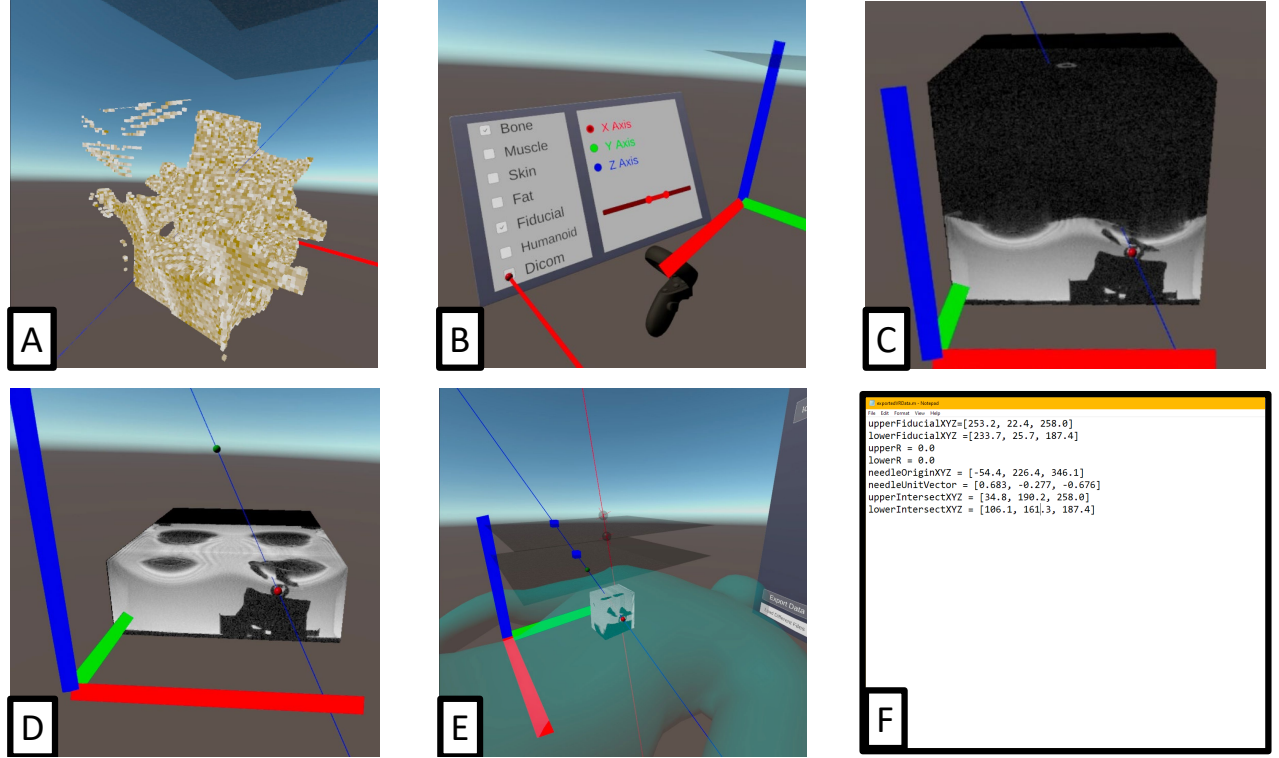 A
Bone
Muscle
Skin
Fat
Fiducial
Humanoid
Dicom
X Axis
Y Axis
Z Axis
B
C
D
Export Data
E
exportedVRData.m - Notepad
File Edit Format View Help
upperFiducialXYZ=[253.2, 22.4, 258.0]
lowerFiducialXYZ =[233.7, 25.7, 187.4]
upperR = 0.0
lowerR = 0.0
needleOriginXYZ = [-54.4, 226.4, 346.1]
needleUnitVector = [0.683, -0.277, -0.676]
upperIntersectXYZ = [34.8, 190.2, 258.0]
lowerIntersectXYZ = [106.1, 161.3, 187.4]
F